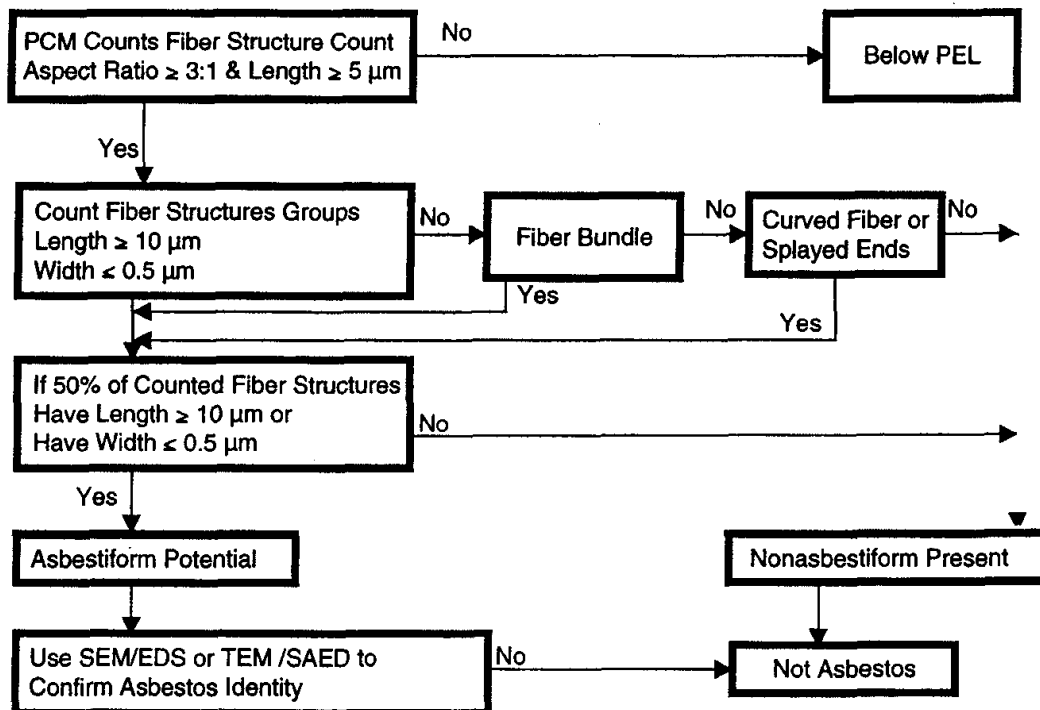 PCM Counts Fiber Structure Count
Aspect Ratio ≥ 3:1 & Length ≥ 5 µm
No
Below PEL
Yes
Count Fiber Structures Groups
Length ≥ 10 µm
Width ≤ 0.5 µm
No
Fiber Bundle
No
Curved Fiber or
Splayed Ends
No
Yes
Yes
If 50% of Counted Fiber Structures
Have Length ≥ 10 µm or
Have Width ≤ 0.5 µm
No
Yes
Asbestiform Potential
Nonasbestiform Present
Use SEM/EDS or TEM /SAED to
Confirm Asbestos Identity
No
Not Asbestos